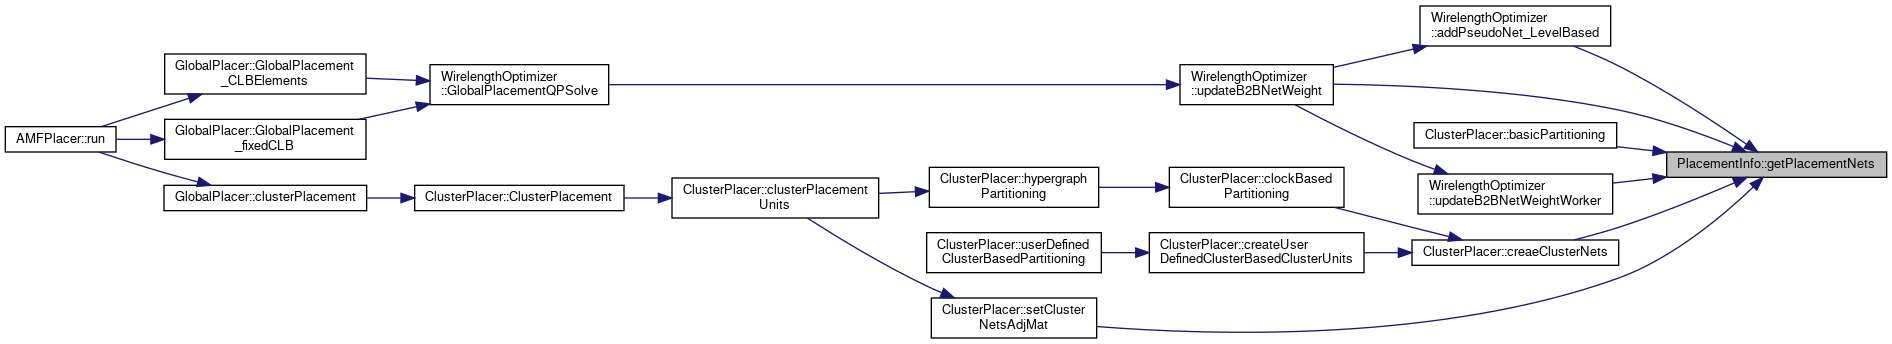 AMFPlacer::run
GlobalPlacer::GlobalPlacement
_CLBElements
GlobalPlacer::GlobalPlacement
_fixedCLB
GlobalPlacer::clusterPlacement
WirelengthOptimizer
::GlobalPlacementQPSolve
ClusterPlacer::ClusterPlacement
ClusterPlacer::clusterPlacement
Units
ClusterPlacer::hypergraph
Partitioning
ClusterPlacer::userDefined
ClusterBasedPartitioning
ClusterPlacer::setCluster
NetsAdjMat
WirelengthOptimizer
::updateB2BNetWeight
ClusterPlacer::clockBased
Partitioning
ClusterPlacer::createUser
DefinedClusterBasedClusterUnits
WirelengthOptimizer
::addPseudoNet_LevelBased
ClusterPlacer::basicPartitioning
WirelengthOptimizer
::updateB2BNetWeightWorker
ClusterPlacer::creaeClusterNets
PlacementInfo::getPlacementNets